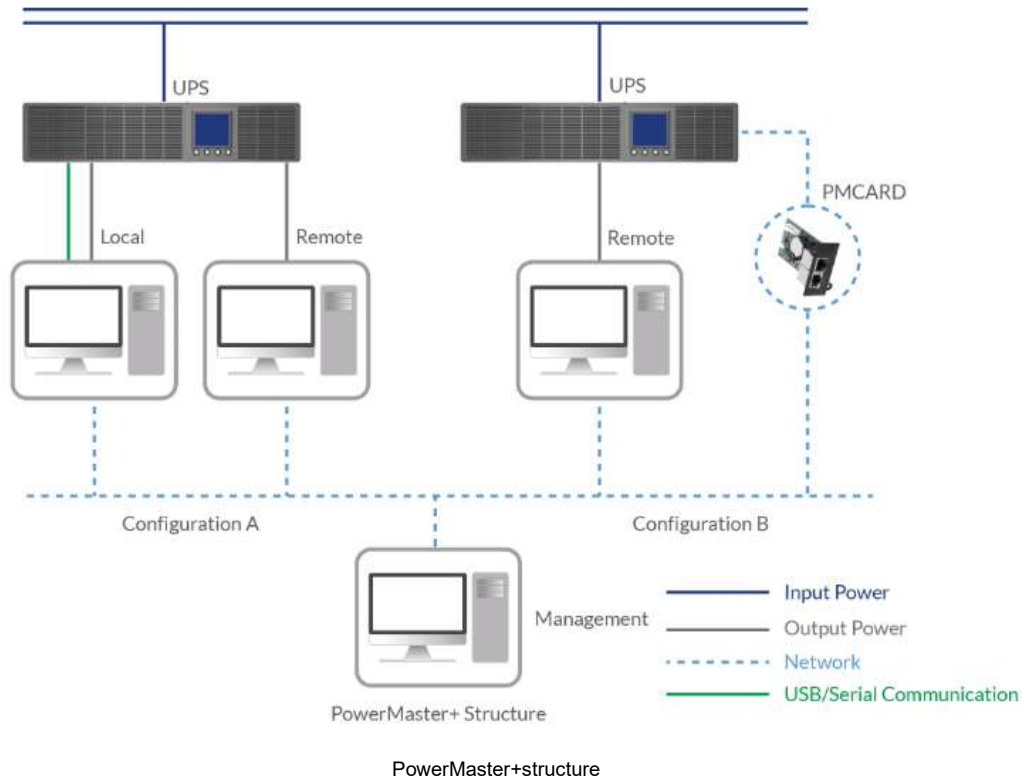 UPS
UPS
PMCARD
Local
Remote
Remote
Configuration A
Configuration B
Management
Input Power
Output Power
Network
USB/Serial Communication
PowerMaster+ Structure
PowerMaster+structure